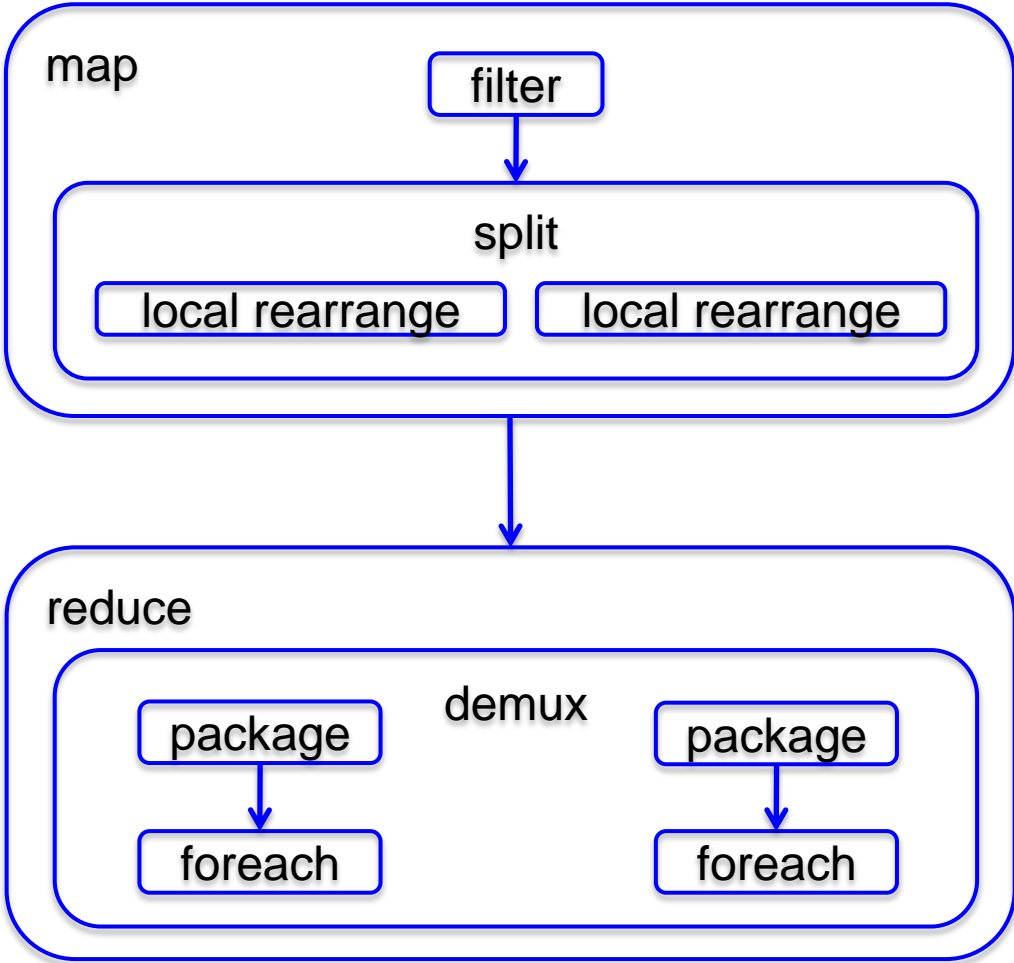 map
filter
split
local rearrange
local rearrange
reduce
demux
package
package
foreach
foreach